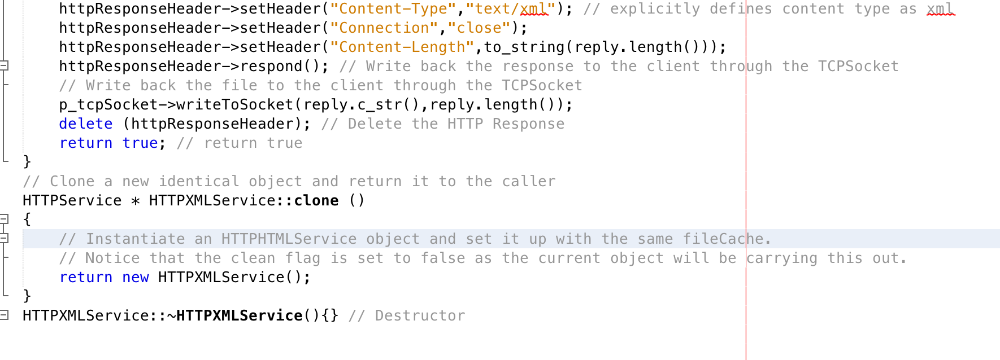 httpResponseHeader->setHeader("Content-Type","text/xml"); // explicitly defines content type as xml
httpResponseHeader->setHeader("Connection","close");
httpResponseHeader->setHeader("Content-Length",to_string(reply.length()));
httpResponseHeader->respond(); // Write back the response to the client through the TCPSocket
// Write back the file to the client through the TCPSocket
p_tcpSocket->writeToSocket(reply.c_str(),reply.length());
delete (httpResponseHeader); // Delete the HTTP Response
return true; // return true
}
// Clone a new identical object and return it to the caller
HTTPService * HTTPXMLService::clone ()
{
// Instantiate an HTTPHTMLService object and set it up with the same fileCache.
// Notice that the clean flag is set to false as the current object will be carrying this out.
return new HTTPXMLService();
}
HTTPXMLService::~HTTPXMLService(){} // Destructor